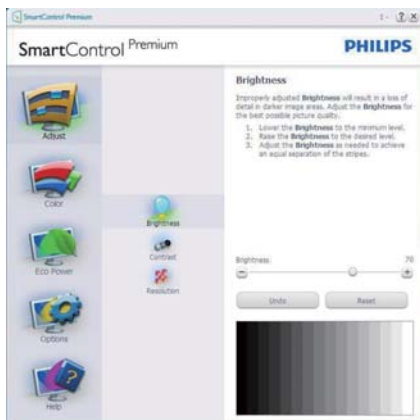 SmartControl Premium
SmartControl Premium
PHILIPS
Adjust
Color
Eco Power
Options
Help
Brightness
Contrast
Resolution
Brightness
Improperly adjusted Brightness will result in a loss of
detail in darker image areas. Adjust the Brightness for
the best possible picture quality.
1. Lower the Brightness to the minimum level.
2. Raise the Brightness to the desired level.
3. Adjust the Brightness as needed to achieve
an equal separation of the stripes.
Brightness 70
Undo Reset